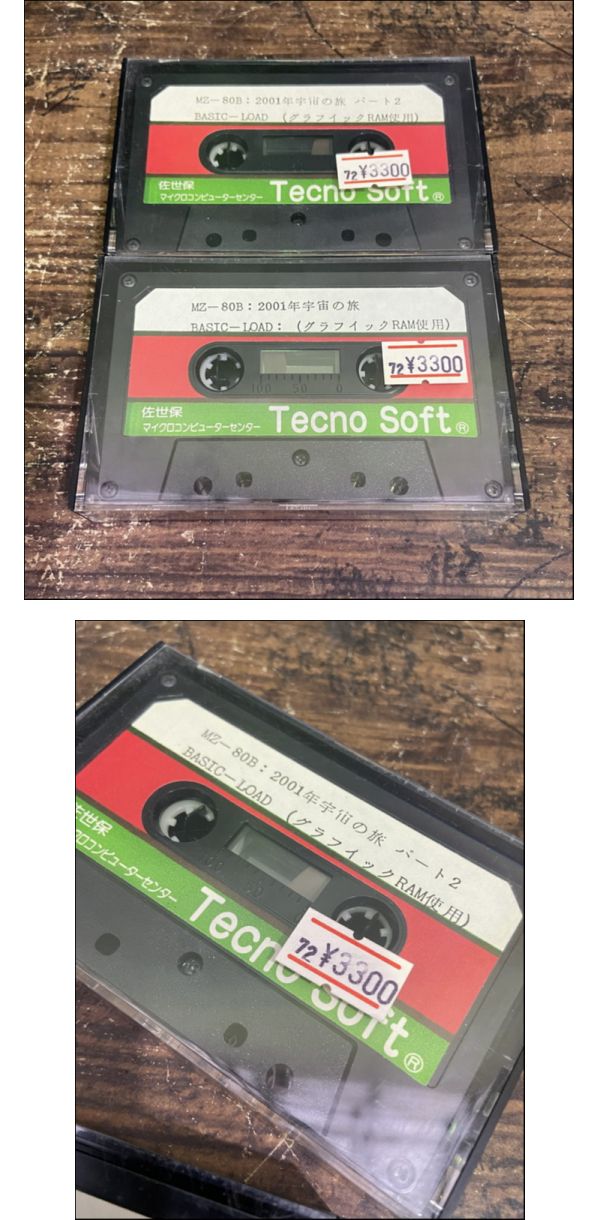 MZ－80B：2001年宇宙の旅 パート2
BASIC－LOAD （グラフイックRAM使用）
72¥3300
佐世保
マイクロコンピューターセンター
Tecno Soft®
MZ－80B：2001年宇宙の旅
BASIC－LOAD：（グラフイックRAM使用）
72¥3300
100 50 0
佐世保
マイクロコンピューターセンター
Tecno Soft®
MZ－80B：2001年宇宙の旅 パート2
BASIC－LOAD （グラフイックRAM使用）
佐世保
クロコンピューターセンター
72¥3300
Tecno Soft®